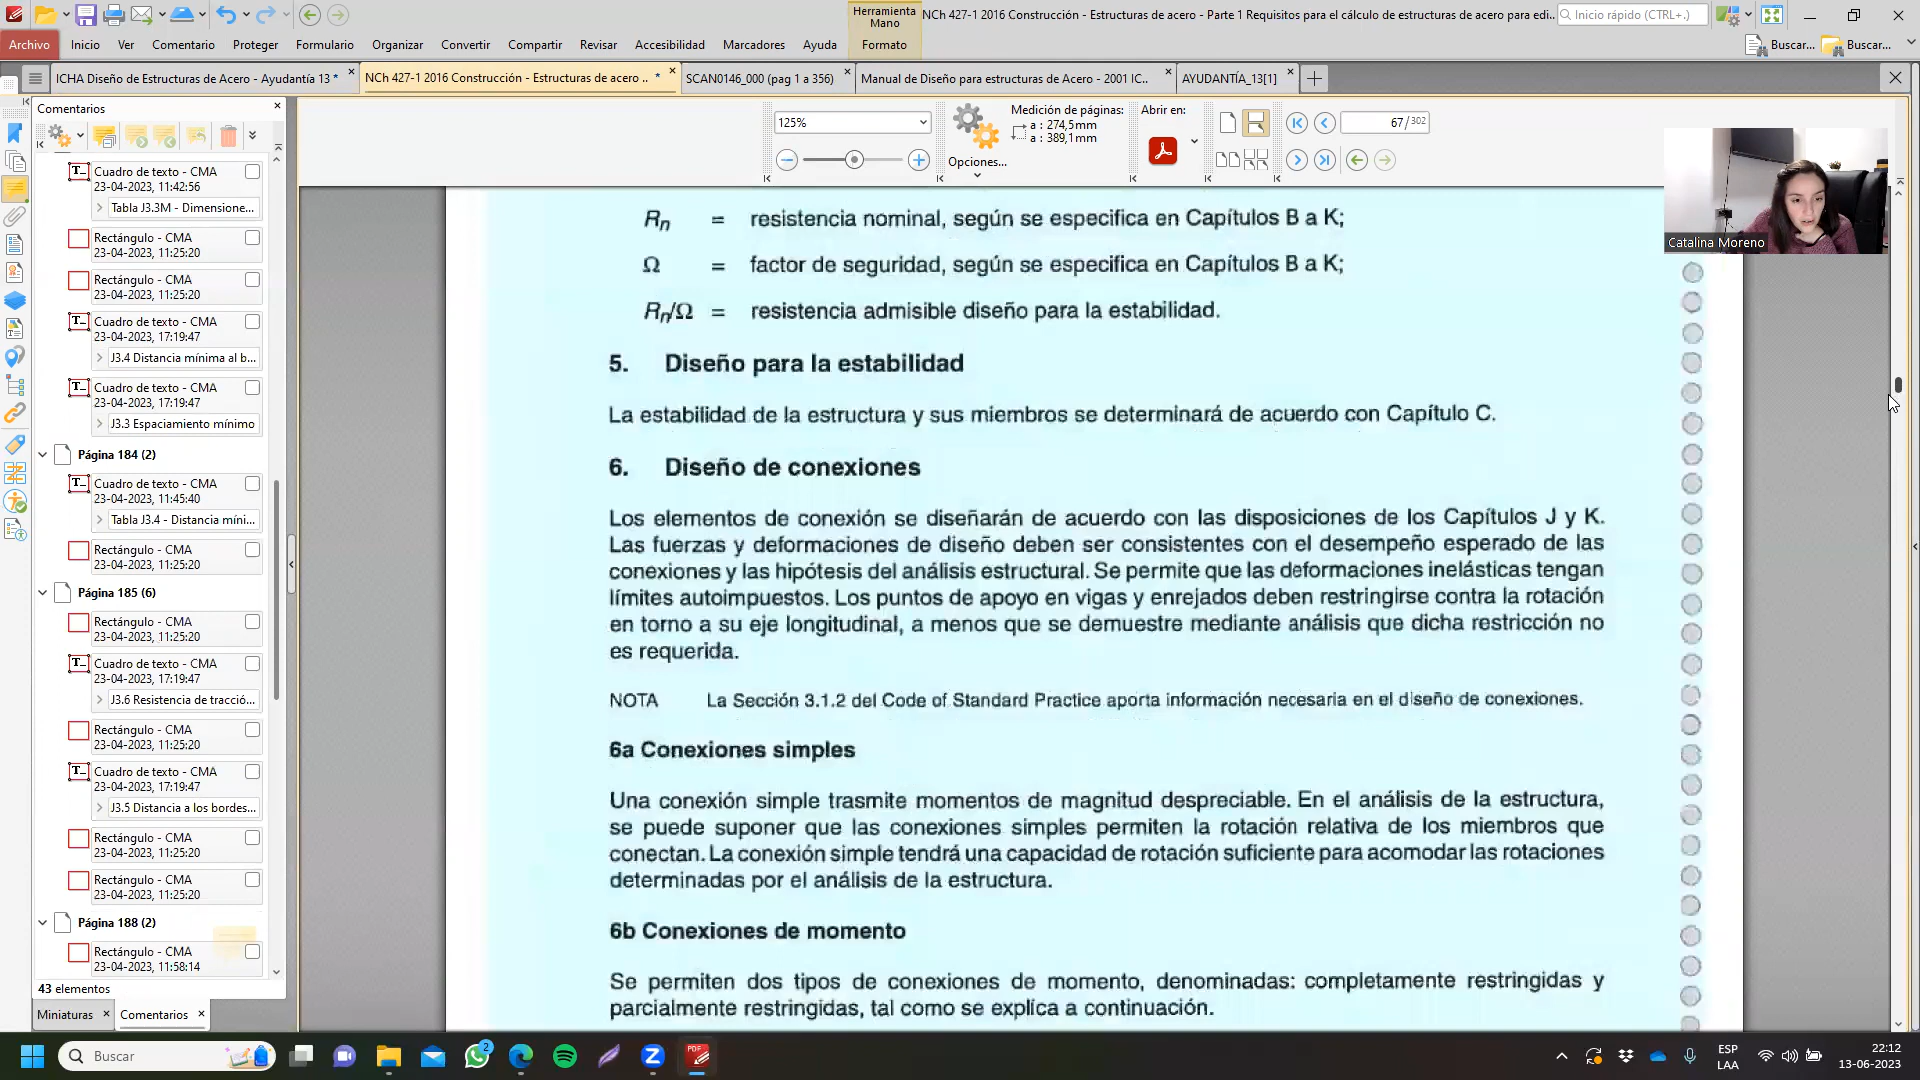 Herramienta
Mano
NCh 427-1 2016 Construcción - Estructuras de acero - Parte 1 Requisitos para el cálculo de estructuras de acero para edi..
Inicio rápido (CTRL+.)
Archivo
Inicio
Ver
Comentario
Proteger
Formulario
Organizar
Convertir
Compartir
Revisar
Accesibilidad
Marcadores
Ayuda
Formato
Buscar...
Buscar...
ICHA Diseño de Estructuras de Acero - Ayudantía 13 *
NCh 427-1 2016 Construcción - Estructuras de acero .. *
SCAN0146_000 (pag 1 a 356)
Manual de Diseño para estructuras de Acero - 2001 IC..
AYUDANTÍA_13[1]
Comentarios
125%
Opciones...
Medición de páginas:
a : 274,5mm
a : 389,1mm
Abrir en:
67 / 302
Catalina Moreno
Cuadro de texto - CMA
23-04-2023, 11:42:56
Tabla J3.3M - Dimensione...
Rectángulo - CMA
23-04-2023, 11:25:20
Rectángulo - CMA
23-04-2023, 11:25:20
Cuadro de texto - CMA
23-04-2023, 17:19:47
J3.4 Distancia mínima al b...
Cuadro de texto - CMA
23-04-2023, 17:19:47
J3.3 Espaciamiento mínimo
Página 184 (2)
Cuadro de texto - CMA
23-04-2023, 11:45:40
Tabla J3.4 - Distancia míni...
Rectángulo - CMA
23-04-2023, 11:25:20
Página 185 (6)
Rectángulo - CMA
23-04-2023, 11:25:20
Cuadro de texto - CMA
23-04-2023, 17:19:47
J3.6 Resistencia de tracció...
Rectángulo - CMA
23-04-2023, 11:25:20
Cuadro de texto - CMA
23-04-2023, 17:19:47
J3.5 Distancia a los bordes...
Rectángulo - CMA
23-04-2023, 11:25:20
Rectángulo - CMA
23-04-2023, 11:25:20
Página 188 (2)
Rectángulo - CMA
23-04-2023, 11:58:14
43 elementos
Miniaturas
Comentarios
Rn = resistencia nominal, según se especifica en Capítulos B a K;
Ω = factor de seguridad, según se especifica en Capítulos B a K;
Rn/Ω = resistencia admisible diseño para la estabilidad.
5. Diseño para la estabilidad
La estabilidad de la estructura y sus miembros se determinará de acuerdo con Capítulo C.
6. Diseño de conexiones
Los elementos de conexión se diseñarán de acuerdo con las disposiciones de los Capítulos J y K.
Las fuerzas y deformaciones de diseño deben ser consistentes con el desempeño esperado de las
conexiones y las hipótesis del análisis estructural. Se permite que las deformaciones inelásticas tengan
límites autoimpuestos. Los puntos de apoyo en vigas y enrejados deben restringirse contra la rotación
en torno a su eje longitudinal, a menos que se demuestre mediante análisis que dicha restricción no
es requerida.
NOTA La Sección 3.1.2 del Code of Standard Practice aporta información necesaria en el diseño de conexiones.
6a Conexiones simples
Una conexión simple trasmite momentos de magnitud despreciable. En el análisis de la estructura,
se puede suponer que las conexiones simples permiten la rotación relativa de los miembros que
conectan. La conexión simple tendrá una capacidad de rotación suficiente para acomodar las rotaciones
determinadas por el análisis de la estructura.
6b Conexiones de momento
Se permiten dos tipos de conexiones de momento, denominadas: completamente restringidas y
parcialmente restringidas, tal como se explica a continuación.
Buscar
2
PDF
ESP
LAA
22:12
13-06-2023